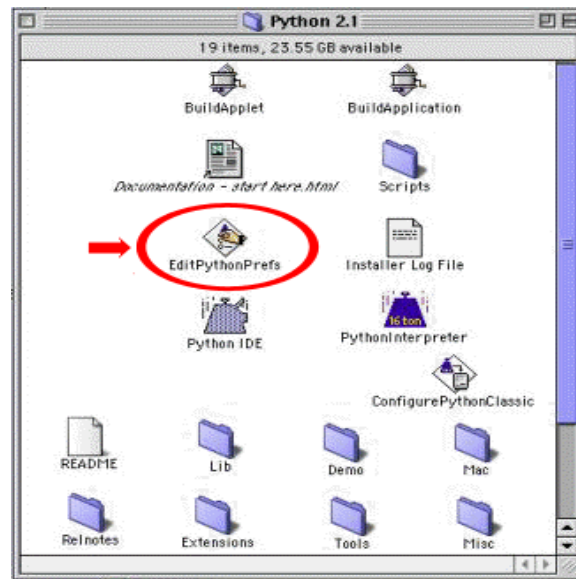 Python 2.1
19 items, 23.55 GB available
BuildApplet
BuildApplication
Documentation - start here.html
Scripts
EditPythonPrefs
Installer Log File
Python IDE
16 ton
PythonInterpreter
ConfigurePythonClassic
README
Lib
Demo
Mac
Relnotes
Extensions
Tools
Misc